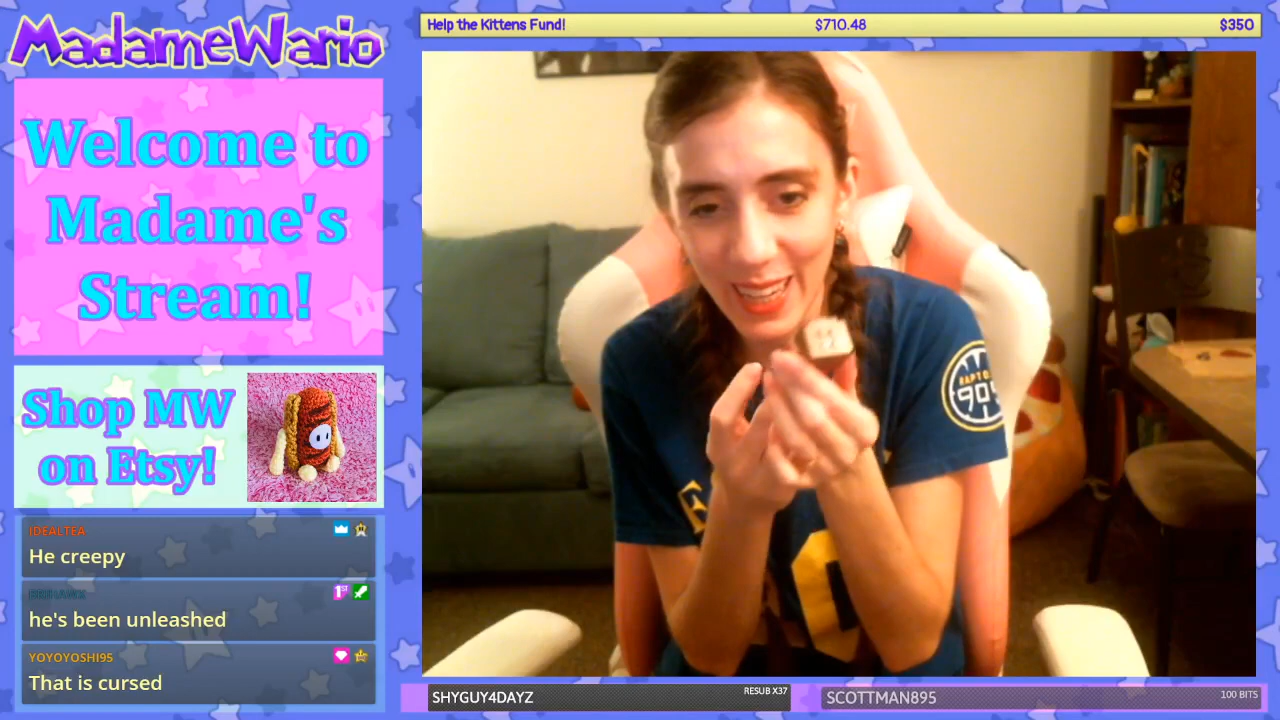 MadameWario
Help the Kittens Fund!
$710.48
$350
Welcome to
Madame's
Stream!
Shop MW
on Etsy!
IDEALTEA
He creepy
he's been unleashed
YOYOYOSHI95
That is cursed
SHYGUY4DAYZ
RESUB X37
SCOTTMAN895
100 BITS
905